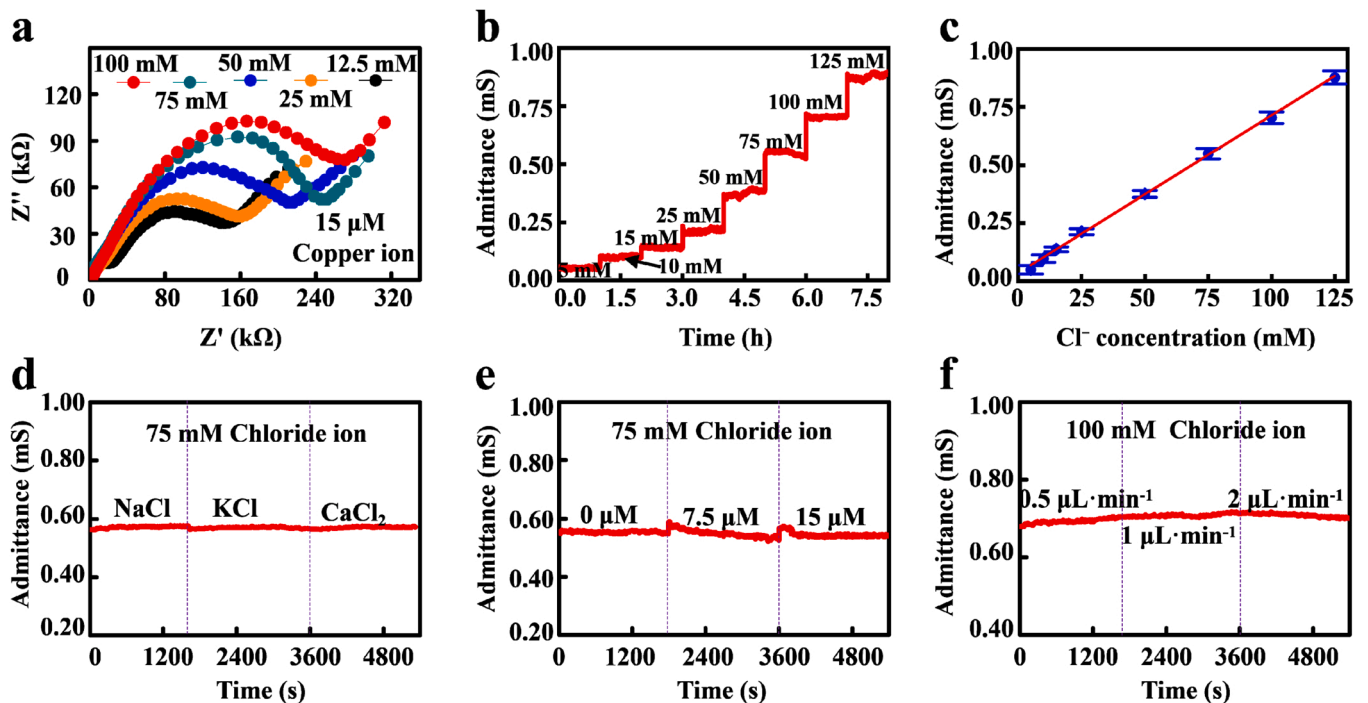 a
100 mM
50 mM
12.5 mM
75 mM
25 mM
120
90
60
30
0
Z'' (kΩ)
15 μM
Copper ion
0
80
160
240
320
Z' (kΩ)
b
1.00
0.75
0.50
0.25
0.00
Admittance (mS)
5 mM
15 mM
10 mM
25 mM
50 mM
75 mM
100 mM
125 mM
0.0
1.5
3.0
4.5
6.0
7.5
Time (h)
c
1.00
0.75
0.50
0.25
0.00
Admittance (mS)
0
25
50
75
100
125
Cl⁻ concentration (mM)
d
1.00
0.80
0.60
0.40
0.20
Admittance (mS)
75 mM Chloride ion
NaCl
KCl
CaCl₂
0
1200
2400
3600
4800
Time (s)
e
1.00
0.80
0.60
0.40
0.20
Admittance (mS)
75 mM Chloride ion
0 μM
7.5 μM
15 μM
0
1200
2400
3600
4800
Time (s)
f
1.00
0.80
0.60
0.40
Admittance (mS)
100 mM Chloride ion
0.5 μL·min⁻¹
2 μL·min⁻¹
1 μL·min⁻¹
0
1200
2400
3600
4800
Time (s)